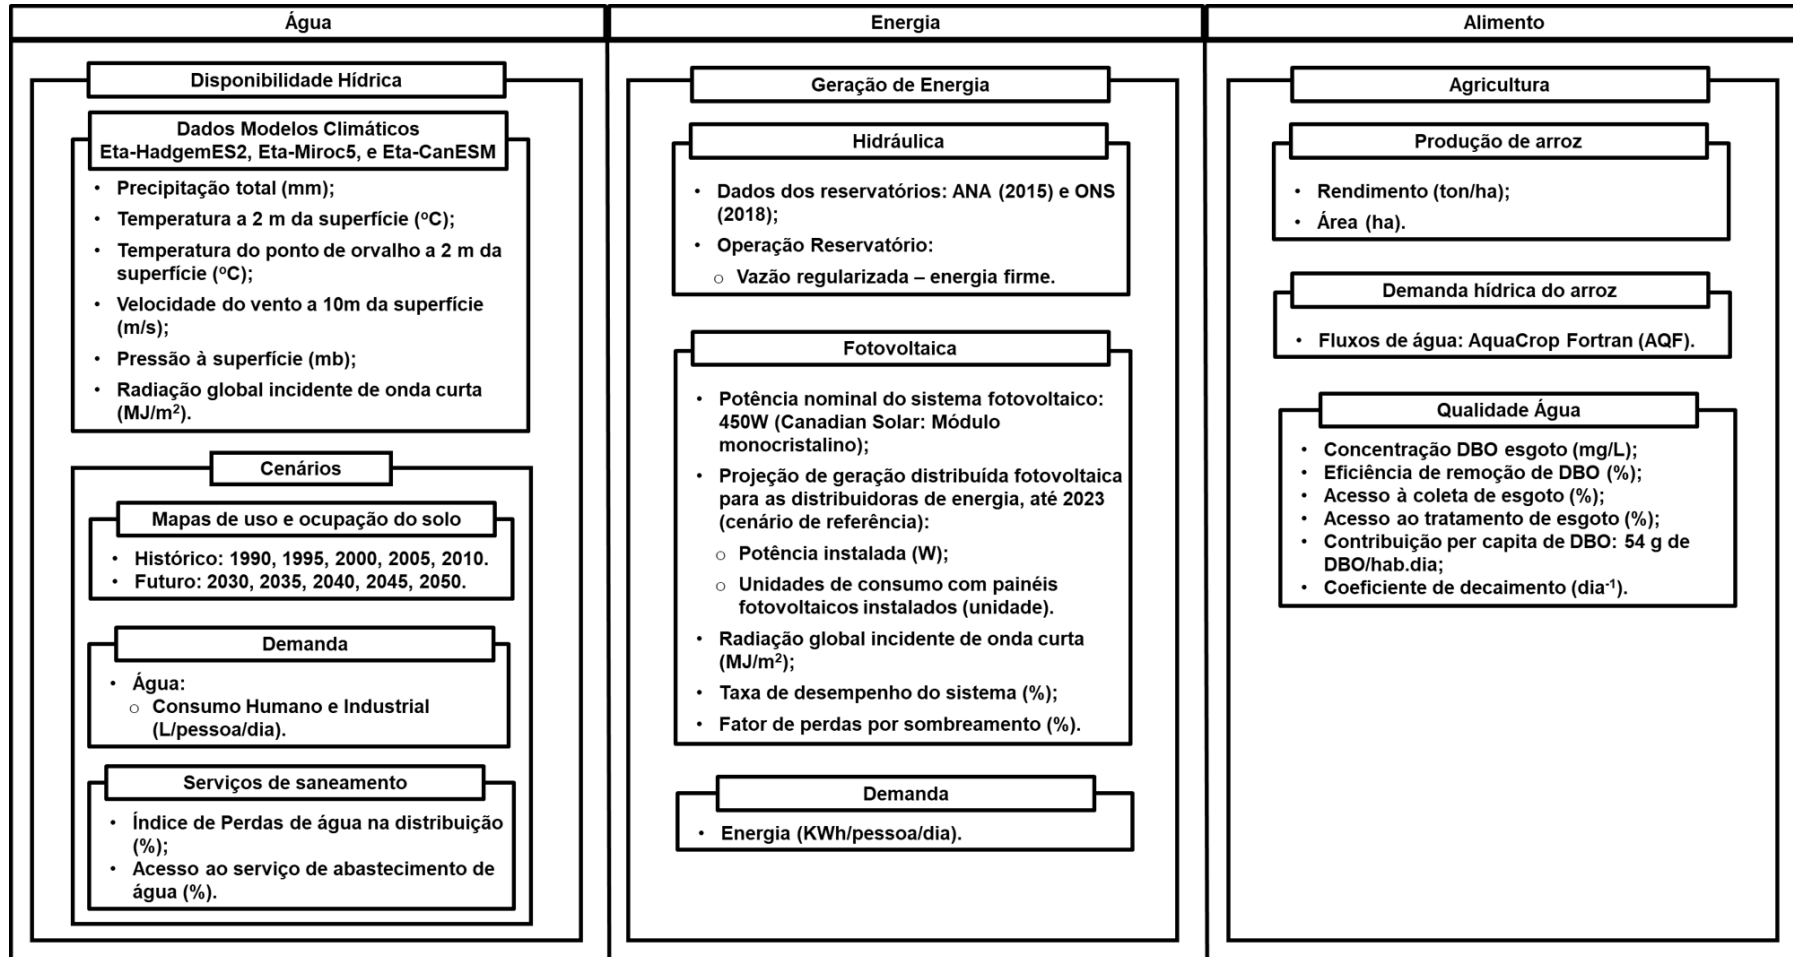 Água
Disponibilidade Hídrica
Dados Modelos Climáticos
Eta-HadgemES2, Eta-Miroc5, e Eta-CanESM
• Precipitação total (mm);
• Temperatura a 2 m da superfície (ºC);
• Temperatura do ponto de orvalho a 2 m da
superfície (ºC);
• Velocidade do vento a 10m da superfície
(m/s);
• Pressão à superfície (mb);
• Radiação global incidente de onda curta
(MJ/m²).
Cenários
Mapas de uso e ocupação do solo
• Histórico: 1990, 1995, 2000, 2005, 2010.
• Futuro: 2030, 2035, 2040, 2045, 2050.
Demanda
• Água:
○ Consumo Humano e Industrial
(L/pessoa/dia).
Serviços de saneamento
• Índice de Perdas de água na distribuição
(%);
• Acesso ao serviço de abastecimento de
água (%).
Energia
Geração de Energia
Hidráulica
• Dados dos reservatórios: ANA (2015) e ONS
(2018);
• Operação Reservatório:
○ Vazão regularizada – energia firme.
Fotovoltaica
• Potência nominal do sistema fotovoltaico:
450W (Canadian Solar: Módulo
monocristalino);
• Projeção de geração distribuída fotovoltaica
para as distribuidoras de energia, até 2023
(cenário de referência):
○ Potência instalada (W);
○ Unidades de consumo com painéis
fotovoltaicos instalados (unidade).
• Radiação global incidente de onda curta
(MJ/m²);
• Taxa de desempenho do sistema (%);
• Fator de perdas por sombreamento (%).
Demanda
• Energia (KWh/pessoa/dia).
Alimento
Agricultura
Produção de arroz
• Rendimento (ton/ha);
• Área (ha).
Demanda hídrica do arroz
• Fluxos de água: AquaCrop Fortran (AQF).
Qualidade Água
• Concentração DBO esgoto (mg/L);
• Eficiência de remoção de DBO (%);
• Acesso à coleta de esgoto (%);
• Acesso ao tratamento de esgoto (%);
• Contribuição per capita de DBO: 54 g de
DBO/hab.dia;
• Coeficiente de decaimento (dia⁻¹).